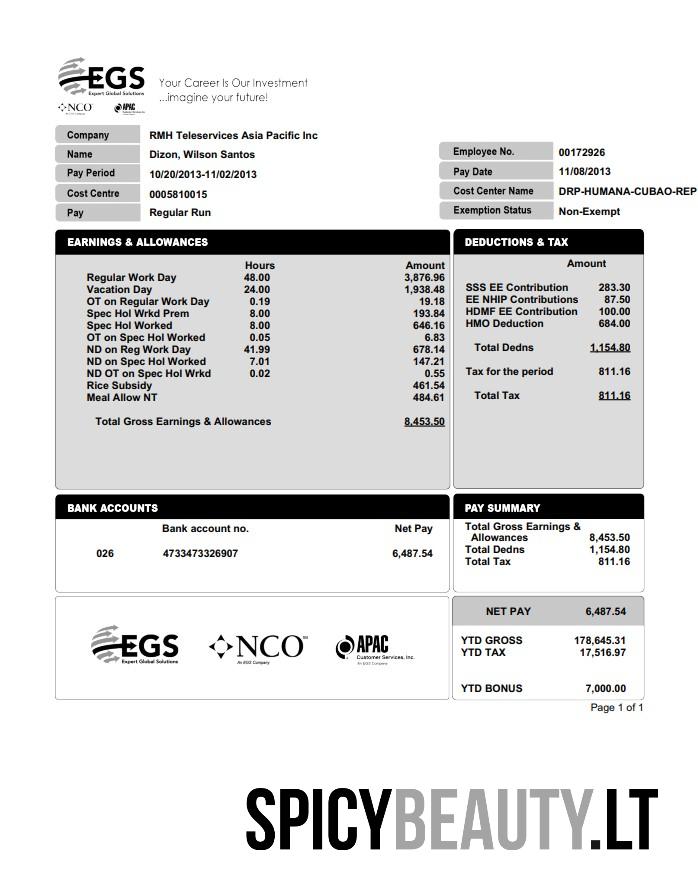 EGS
Expert Global Solutions
Your Career Is Our Investment
...imagine your future!
NCO
APAC
Company RMH Teleservices Asia Pacific Inc
Name Dizon, Wilson Santos
Pay Period 10/20/2013-11/02/2013
Cost Centre 0005810015
Pay Regular Run
Employee No. 00172926
Pay Date 11/08/2013
Cost Center Name DRP-HUMANA-CUBAO-REP
Exemption Status Non-Exempt
EARNINGS & ALLOWANCES
Hours Amount
Regular Work Day 48.00 3,876.96
Vacation Day 24.00 1,938.48
OT on Regular Work Day 0.19 19.18
Spec Hol Wrkd Prem 8.00 193.84
Spec Hol Worked 8.00 646.16
OT on Spec Hol Worked 0.05 6.83
ND on Reg Work Day 41.99 678.14
ND on Spec Hol Worked 7.01 147.21
ND OT on Spec Hol Wrkd 0.02 0.55
Rice Subsidy 461.54
Meal Allow NT 484.61
Total Gross Earnings & Allowances 8,453.50
DEDUCTIONS & TAX
Amount
SSS EE Contribution 283.30
EE NHIP Contributions 87.50
HDMF EE Contribution 100.00
HMO Deduction 684.00
Total Dedns 1,154.80
Tax for the period 811.16
Total Tax 811.16
BANK ACCOUNTS
Bank account no. Net Pay
026 4733473326907 6,487.54
PAY SUMMARY
Total Gross Earnings &
Allowances 8,453.50
Total Dedns 1,154.80
Total Tax 811.16
EGS
Expert Global Solutions
NCO
An EGS Company
APAC
Customer Services, Inc.
An EGS Company
NET PAY 6,487.54
YTD GROSS 178,645.31
YTD TAX 17,516.97
YTD BONUS 7,000.00
Page 1 of 1
SPICYBEAUTY.LT